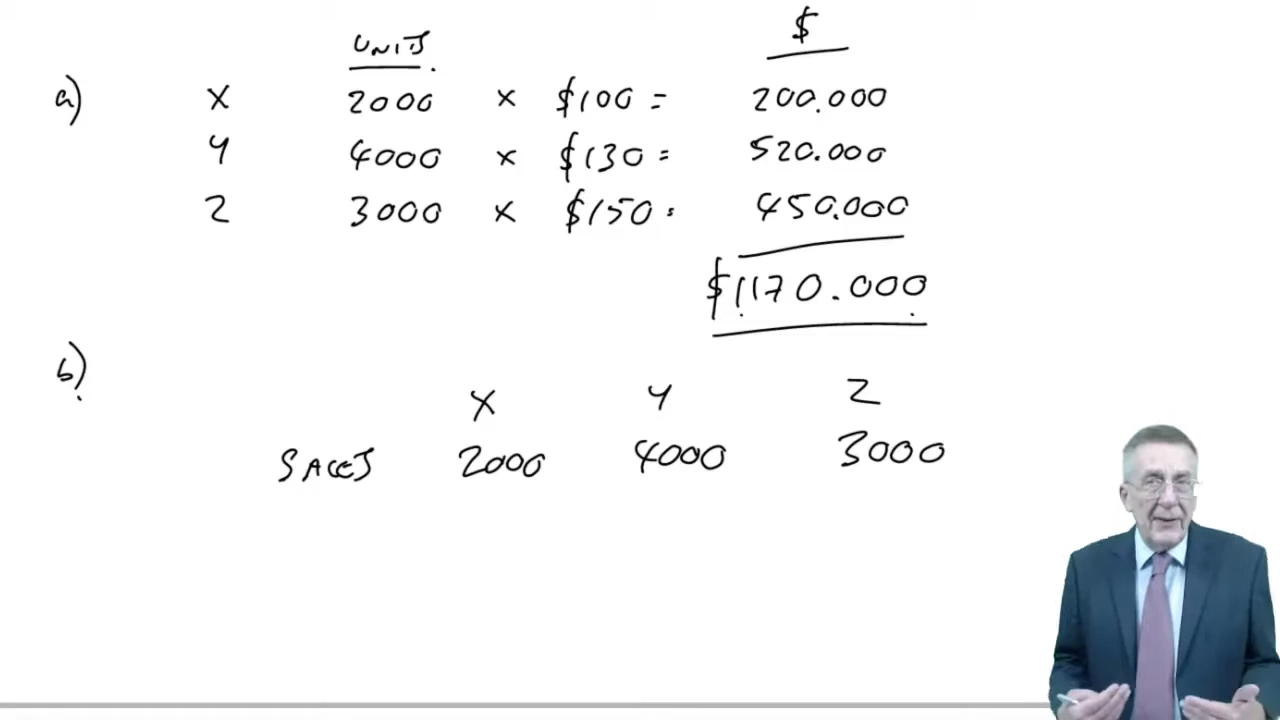 UNITS $
a) X 2000 × $100 = 200.000
Y 4000 × $130 = 520.000
Z 3000 × $150 = 450.000
$1170.000
b)
X Y Z
SALES 2000 4000 3000